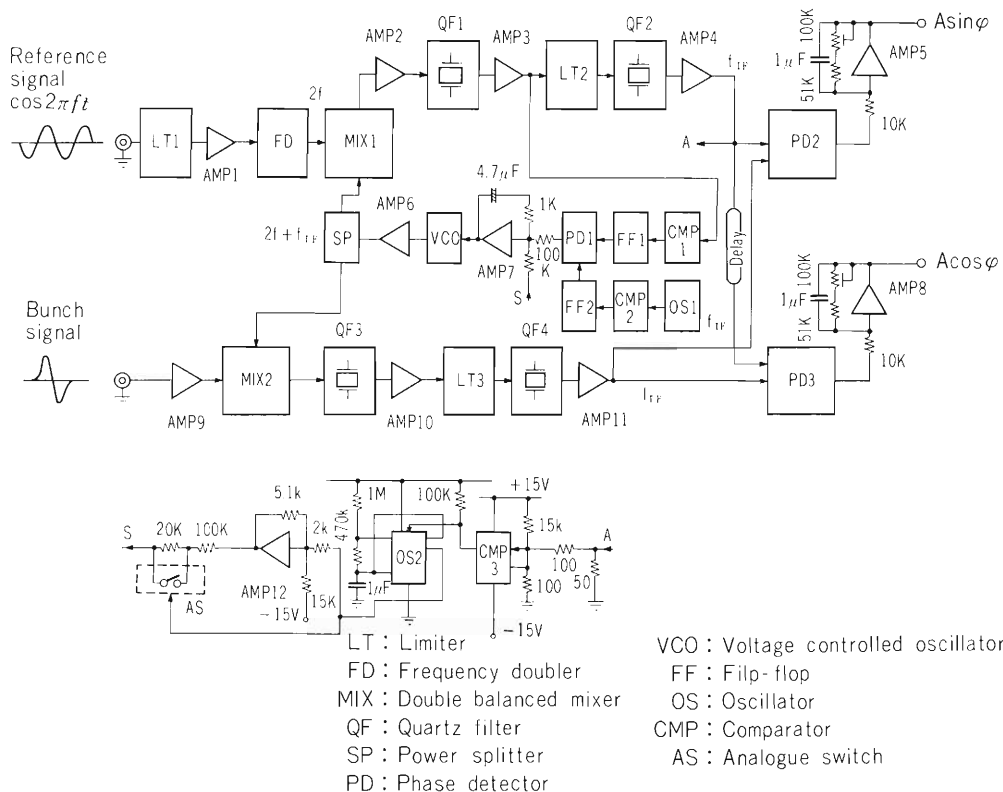 Reference
signal
cos2πft
LT1
AMP1
FD
2f
MIX1
AMP2
QF1
AMP3
LT2
QF2
AMP4
fIF
A
PD2
100K
1μF
51K
AMP5
10K
Asinφ
SP
2f+fIF
AMP6
VCO
4.7μF
AMP7
1K
100
K
S
PD1
FF1
CMP
1
FF2
CMP
2
OS1
fIF
Delay
Bunch
signal
AMP9
MIX2
QF3
AMP10
LT3
QF4
AMP11
fIF
PD3
100K
1μF
51K
AMP8
10K
Acosφ
S
20K
100K
AS
5.1k
AMP12
2k
15K
-15V
1M
470k
1μF
OS2
100K
+15V
CMP
3
15k
100
100
50
A
-15V
LT : Limiter
FD : Frequency doubler
MIX : Double balanced mixer
QF : Quartz filter
SP : Power splitter
PD : Phase detector
VCO : Voltage controlled oscillator
FF : Filp-flop
OS : Oscillator
CMP : Comparator
AS : Analogue switch